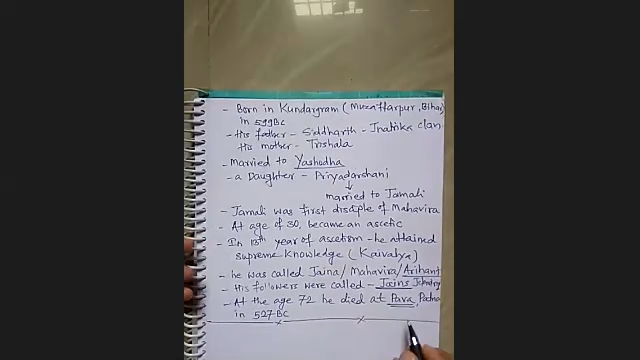 - Born in Kundargram (Muzaffarpur, Bihar)
in 599BC
- His father - Siddharth - Jnatrika clan
His mother - Trishala
- Married to Yashodha
- a Daughter - Priyadarshani
↓
married to Jamali
- Jamali was first disciple of Mahavira
- At age of 30, became an ascetic
- In 13th year of ascetism - he attained
supreme knowledge (Kaivalya)
- he was called Jaina/ Mahavira/ Arihant
- His followers were called - Jains
- At the age 72 he died at Pava, Patna
in 527 BC